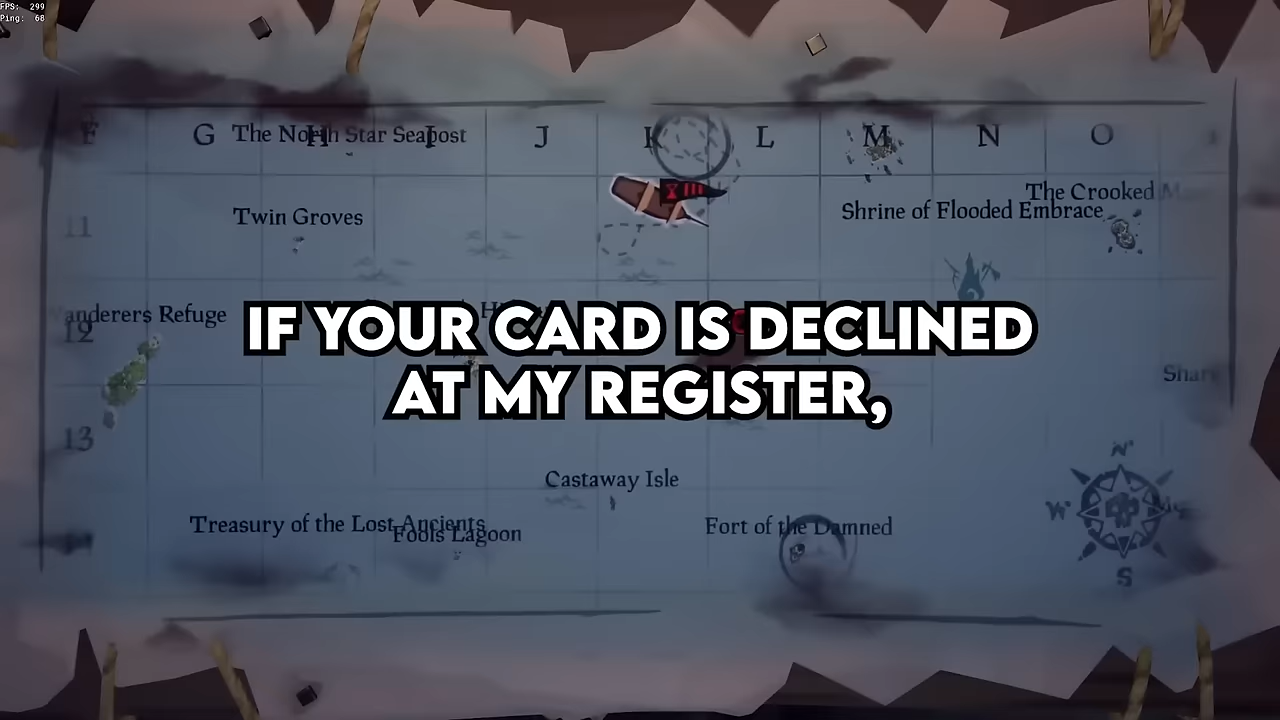 FPS: 299
Ping: 68
F G H I J K L M N O
The North Star Seapost
The Crooked
Shrine of Flooded Embrace
11
Twin Groves
Wanderers Refuge
12
IF YOUR CARD IS DECLINED
AT MY REGISTER,
13
Castaway Isle
Treasury of the Lost Ancients
Fools Lagoon
Fort of the Damned
14
N
W
S